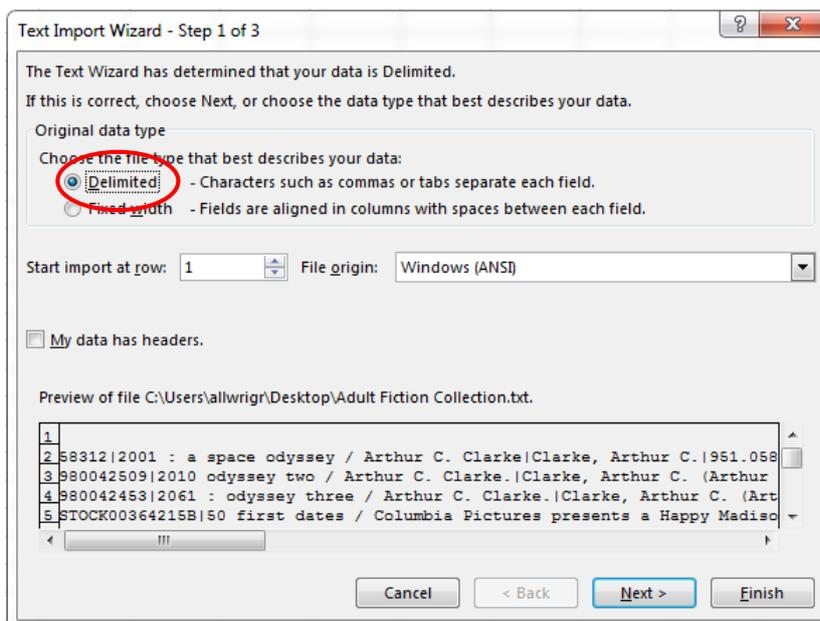 Text Import Wizard - Step 1 of 3
The Text Wizard has determined that your data is Delimited.
If this is correct, choose Next, or choose the data type that best describes your data.
Original data type
Choose the file type that best describes your data:
Delimited - Characters such as commas or tabs separate each field.
Fixed width - Fields are aligned in columns with spaces between each field.
Start import at row: 1 File origin: Windows (ANSI)
My data has headers.
Preview of file C:\Users\allwrigr\Desktop\Adult Fiction Collection.txt.
1
2 58312|2001 : a space odyssey / Arthur C. Clarke|Clarke, Arthur C.|951.058
3 980042509|2010 odyssey two / Arthur C. Clarke.|Clarke, Arthur C. (Arthur
4 980042453|2061 : odyssey three / Arthur C. Clarke.|Clarke, Arthur C. (Art
5 STOCK00364215B|50 first dates / Columbia Pictures presents a Happy Madiso
Cancel < Back Next > Finish